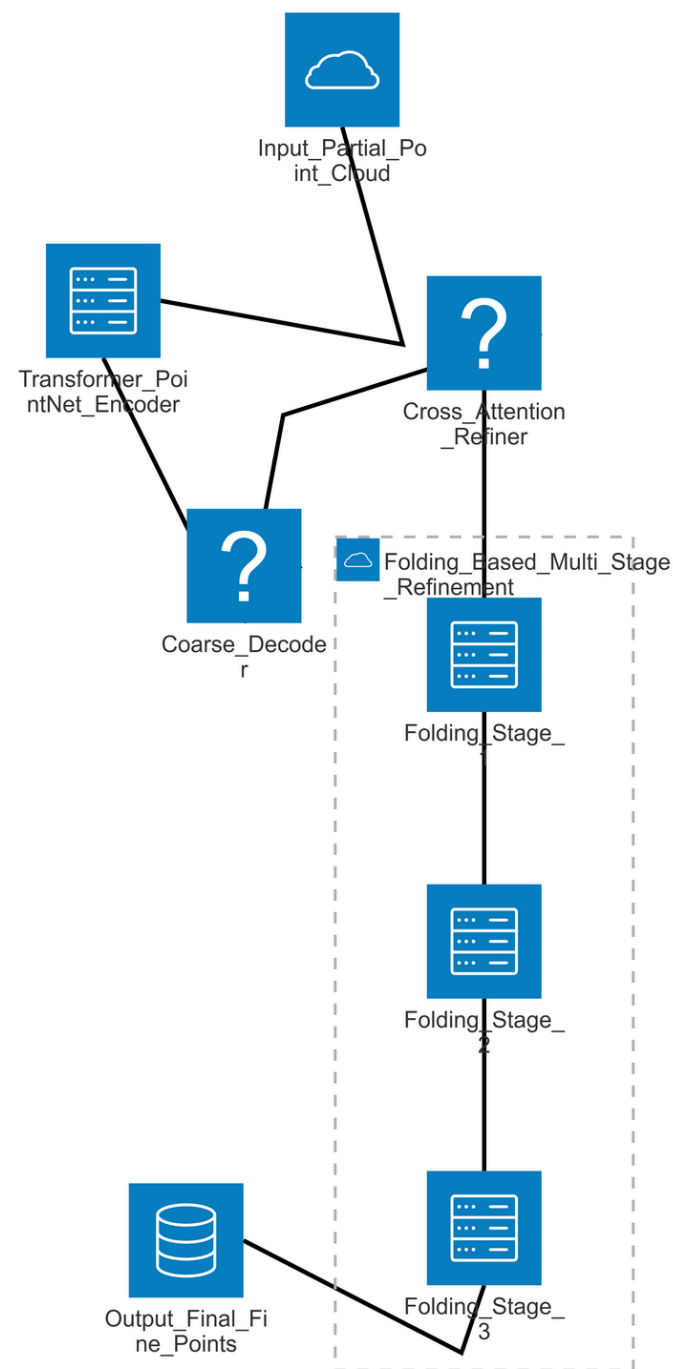 Input_Partial_Po
int_Cloud
Transformer_Poi
ntNet_Encoder
?
Cross_Attention
_Refiner
?
Coarse_Decode
r
Folding_Based_Multi_Stage
_Refinement
Folding_Stage_
1
Folding_Stage_
2
Folding_Stage_
3
Output_Final_Fi
ne_Points